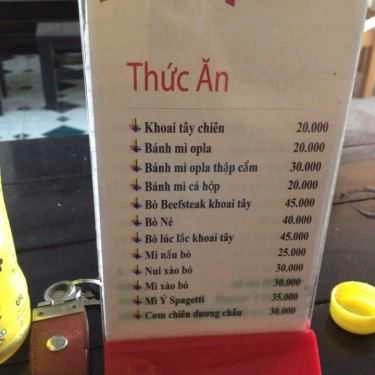 Thức Ăn
Khoai tây chiên 20.000
Bánh mì opla 20.000
Bánh mì opla thập cẩm 30.000
Bánh mì cá hộp 20.000
Bò Beefsteak khoai tây 45.000
Bò Né 40.000
Bò lúc lắc khoai tây 45.000
Mì nấu bò 25.000
Nui xào bò 30.000
Mì xào bò 30.000
Mì Ý Spagetti 35.000
Cơm chiên dương châu 30.000